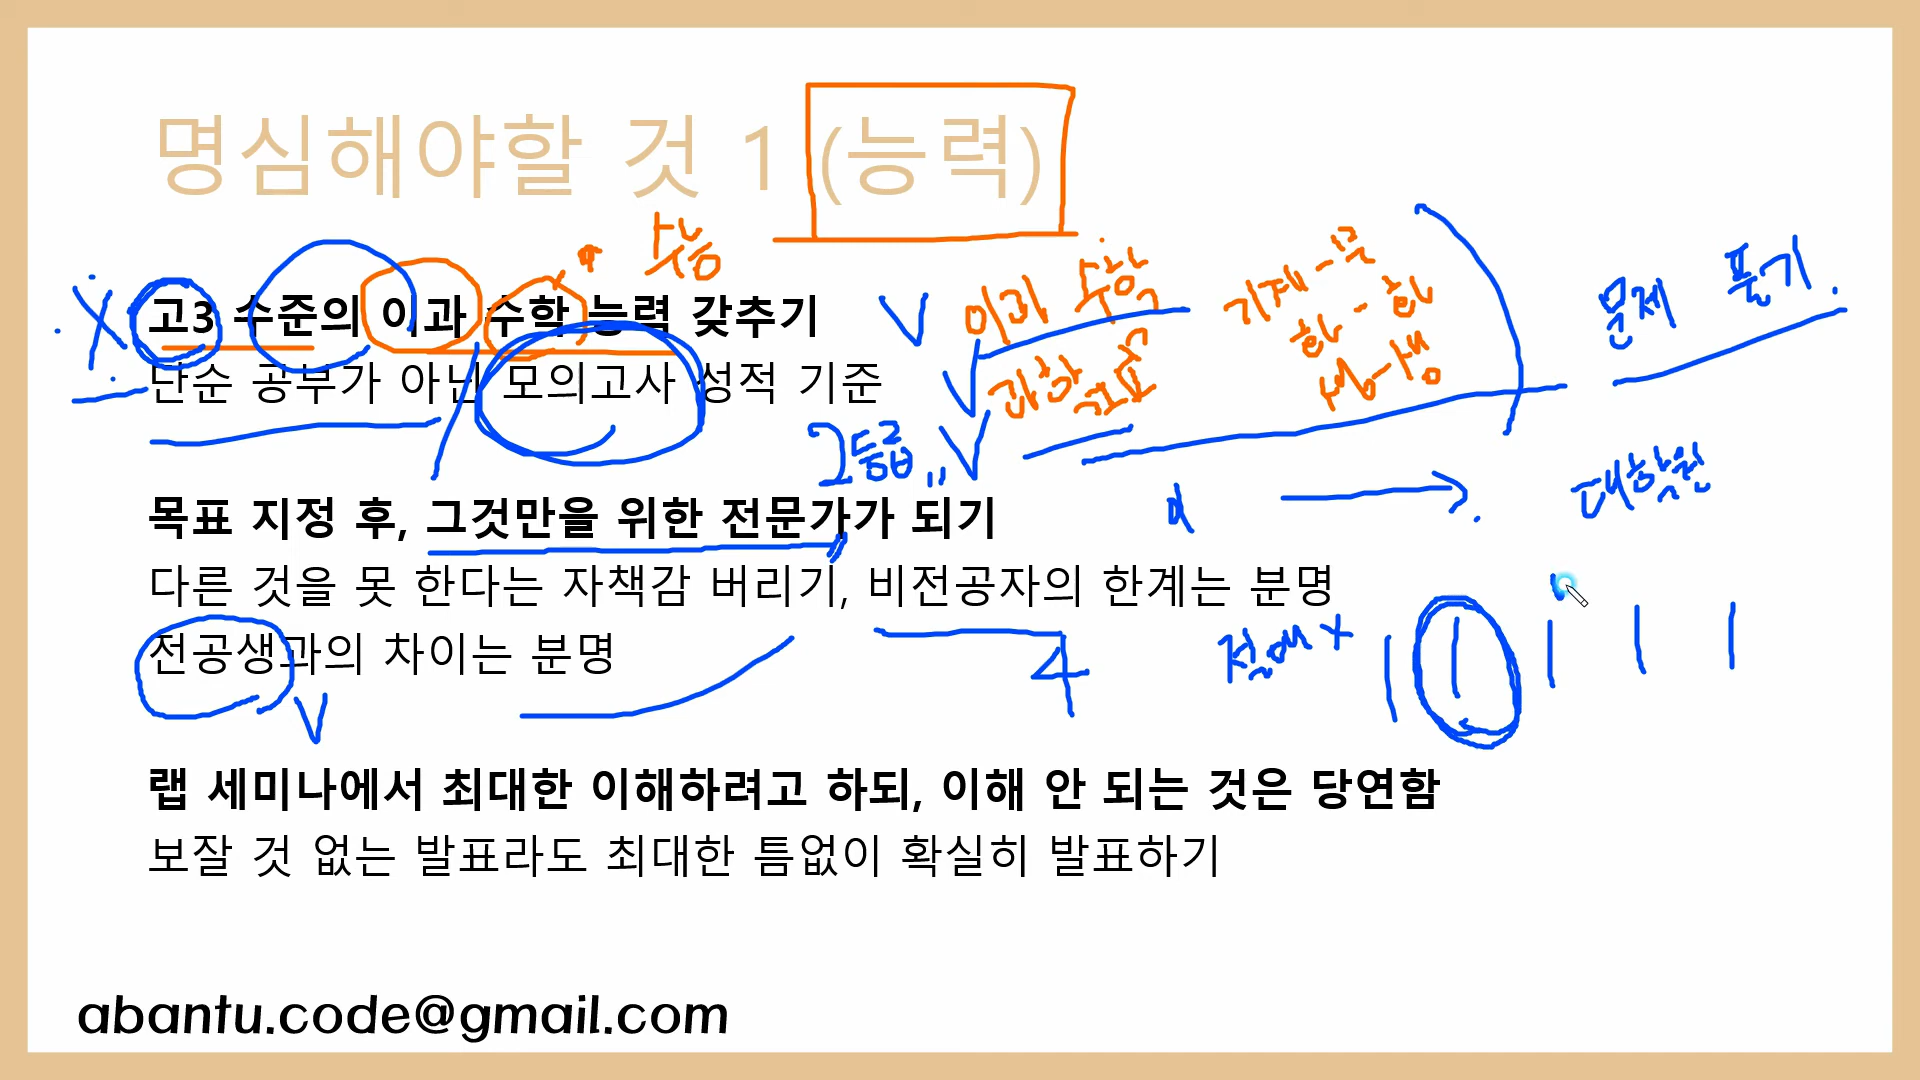 명심해야할 것 1 (능력)
수능
고3 수준의 이과 수학 능력 갖추기
이과 수학
문제 풀기.
단순 공부가 아닌 모의고사 성적 기준
2등급
대학원
목표 지정 후, 그것만을 위한 전문가가 되기
다른 것을 못 한다는 자책감 버리기, 비전공자의 한계는 분명
전공생과의 차이는 분명
4
랩 세미나에서 최대한 이해하려고 하되, 이해 안 되는 것은 당연함
보잘 것 없는 발표라도 최대한 틈없이 확실히 발표하기
abantu.code@gmail.com